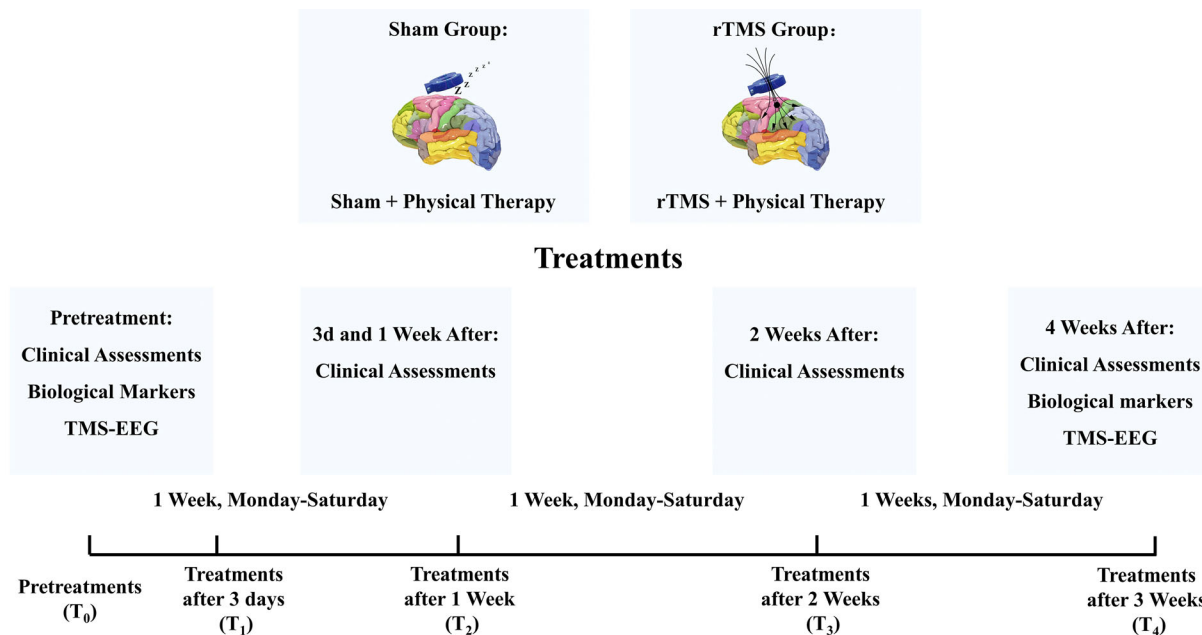 Sham Group:
rTMS Group:
z z z z z z
Sham + Physical Therapy
rTMS + Physical Therapy
Treatments
Pretreatment:
Clinical Assessments
Biological Markers
TMS-EEG
3d and 1 Week After:
Clinical Assessments
2 Weeks After:
Clinical Assessments
4 Weeks After:
Clinical Assessments
Biological markers
TMS-EEG
1 Week, Monday-Saturday
1 Week, Monday-Saturday
1 Weeks, Monday-Saturday
Pretreatments
(T₀)
Treatments
after 3 days
(T₁)
Treatments
after 1 Week
(T₂)
Treatments
after 2 Weeks
(T₃)
Treatments
after 3 Weeks
(T₄)